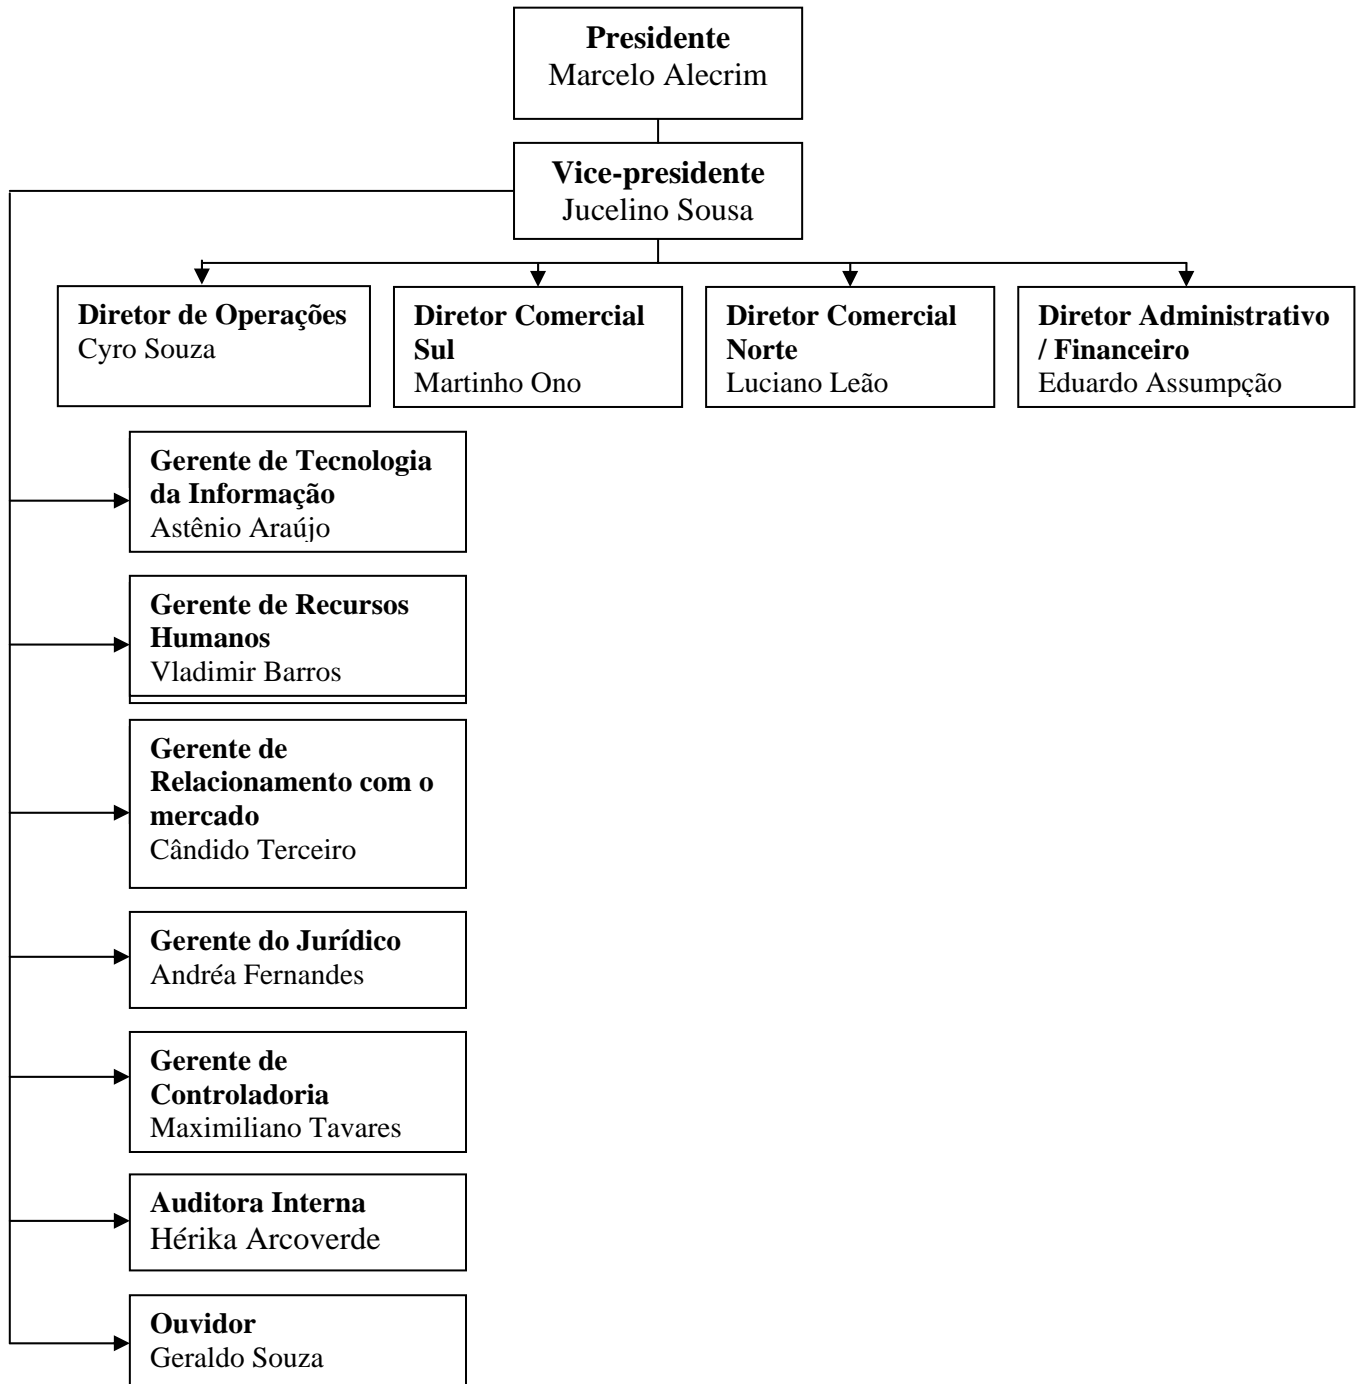 Presidente
Marcelo Alecrim
Vice-presidente
Jucelino Sousa
Diretor de Operações
Cyro Souza
Diretor Comercial
Sul
Martinho Ono
Diretor Comercial
Norte
Luciano Leão
Diretor Administrativo
/ Financeiro
Eduardo Assumpção
Gerente de Tecnologia
da Informação
Astênio Araújo
Gerente de Recursos
Humanos
Vladimir Barros
Gerente de
Relacionamento com o
mercado
Cândido Terceiro
Gerente do Jurídico
Andréa Fernandes
Gerente de
Controladoria
Maximiliano Tavares
Auditora Interna
Hérika Arcoverde
Ouvidor
Geraldo Souza